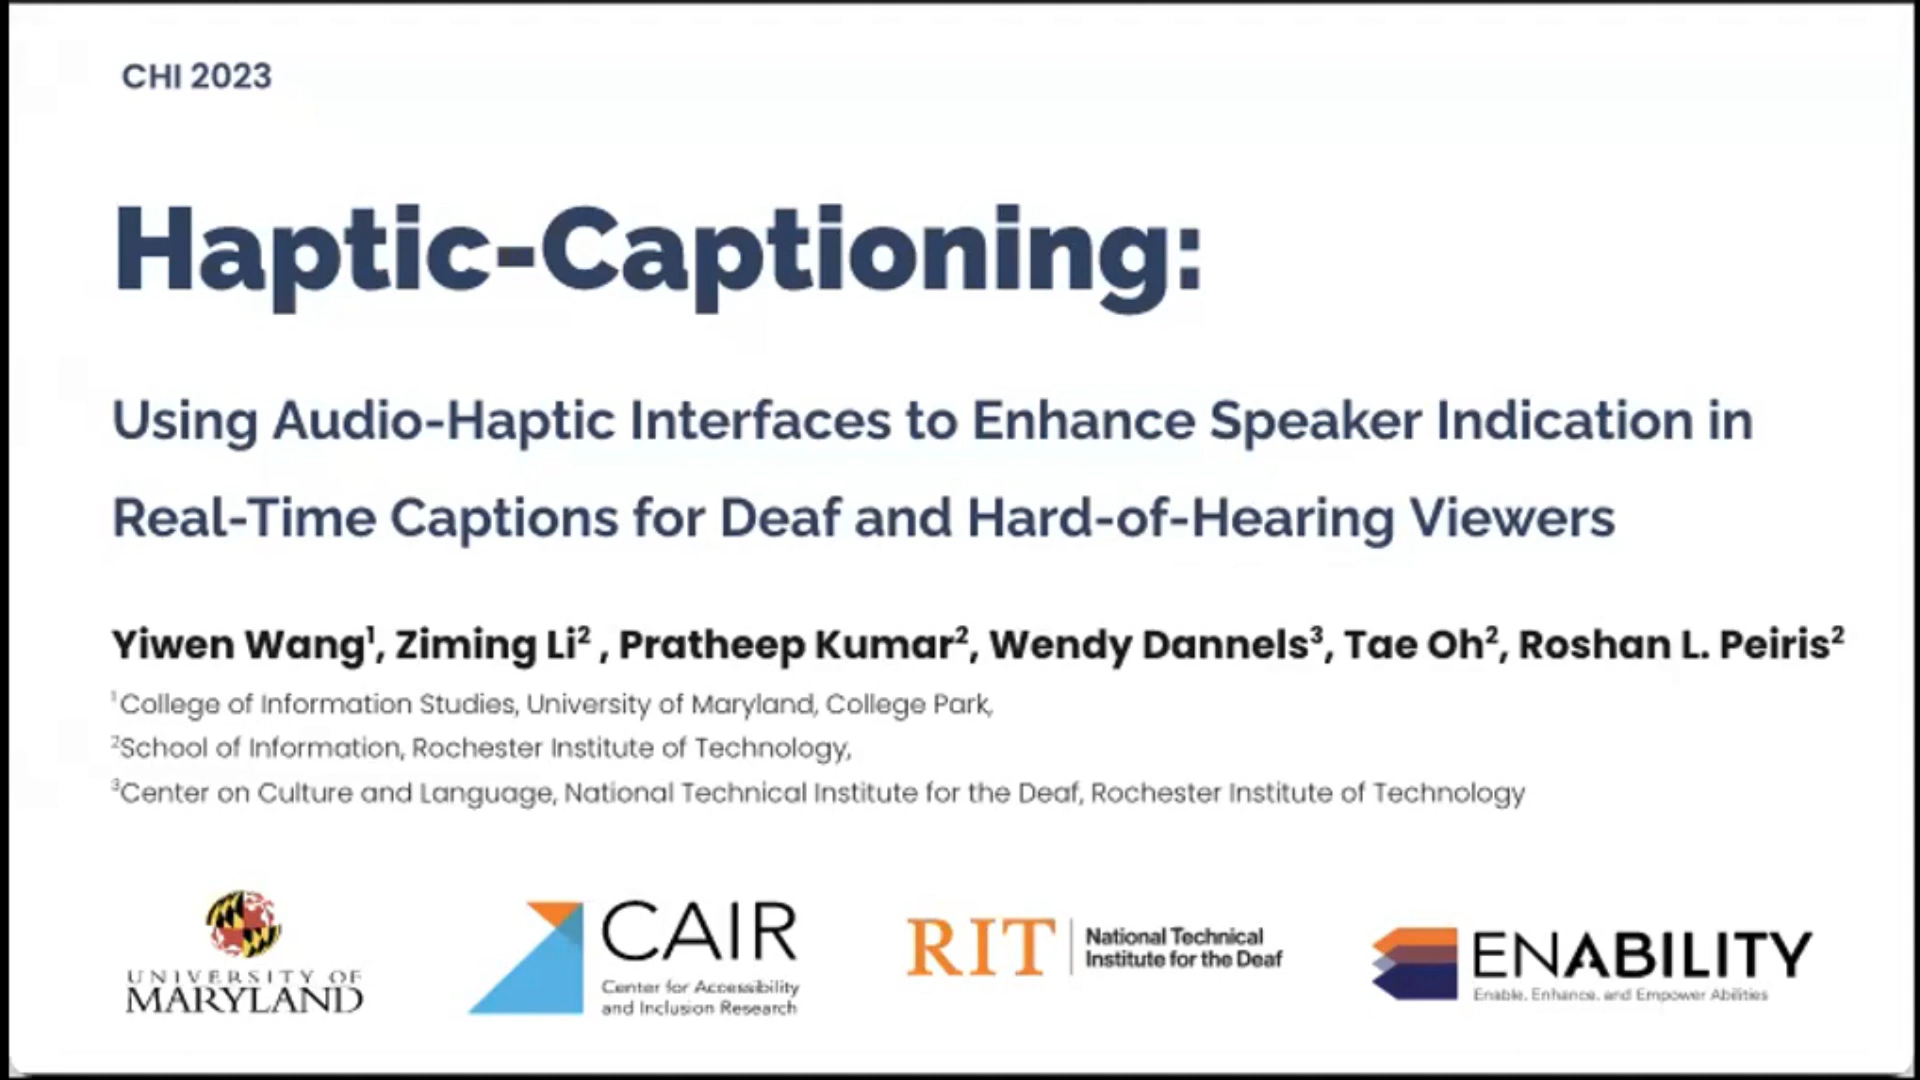 CHI 2023
Haptic-Captioning:
Using Audio-Haptic Interfaces to Enhance Speaker Indication in
Real-Time Captions for Deaf and Hard-of-Hearing Viewers
Yiwen Wang¹, Ziming Li² , Pratheep Kumar², Wendy Dannels³, Tae Oh², Roshan L. Peiris²
¹College of Information Studies, University of Maryland, College Park,
²School of Information, Rochester Institute of Technology,
³Center on Culture and Language, National Technical Institute for the Deaf, Rochester Institute of Technology
UNIVERSITY OF
MARYLAND
CAIR
Center for Accessibility
and Inclusion Research
RIT
National Technical
Institute for the Deaf
ENABILITY
Enable, Enhance, and Empower Abilities